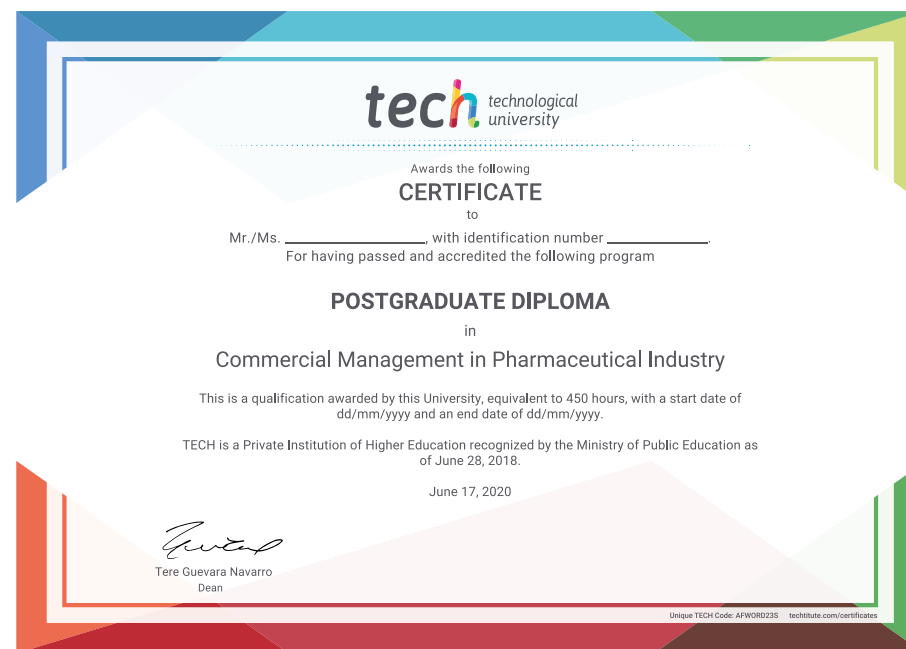 tech technological
university
Awards the following
CERTIFICATE
to
Mr./Ms. ____________________, with identification number ______________.
For having passed and accredited the following program
POSTGRADUATE DIPLOMA
in
Commercial Management in Pharmaceutical Industry
This is a qualification awarded by this University, equivalent to 450 hours, with a start date of
dd/mm/yyyy and an end date of dd/mm/yyyy.
TECH is a Private Institution of Higher Education recognized by the Ministry of Public Education as
of June 28, 2018.
June 17, 2020
Tere Guevara Navarro
Dean
Unique TECH Code: AFWORD23S techtitute.com/certificates